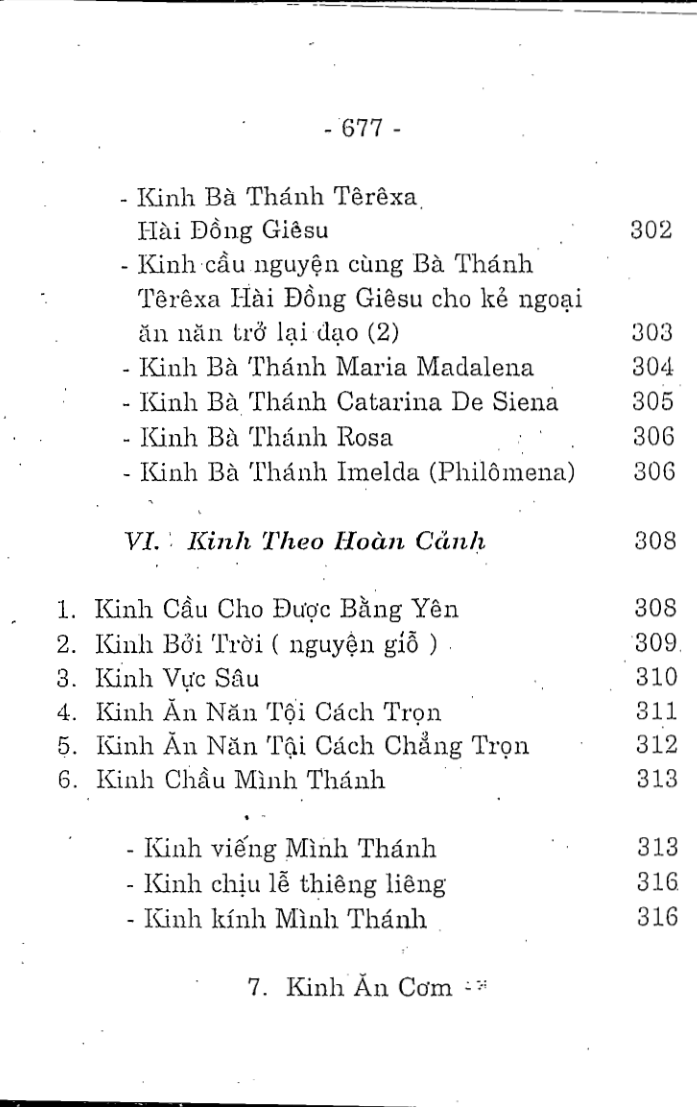 - 677 -
- Kinh Bà Thánh Têrêxa
Hài Đồng Giêsu 302
- Kinh cầu nguyện cùng Bà Thánh
Têrêxa Hài Đồng Giêsu cho kẻ ngoại
ăn năn trở lại dạo (2) 303
- Kinh Bà Thánh Maria Madalena 304
- Kinh Bà Thánh Catarina De Siena 305
- Kinh Bà Thánh Rosa 306
- Kinh Bà Thánh Imelda (Philômena) 306
VI. Kinh Theo Hoàn Cảnh 308
1. Kinh Cầu Cho Được Bằng Yên 308
2. Kinh Bởi Trời ( nguyện gíỗ ) 309
3. Kinh Vực Sâu 310
4. Kinh Ăn Năn Tội Cách Trọn 311
5. Kinh Ăn Năn Tậi Cách Chẳng Trọn 312
6. Kinh Chầu Mình Thánh 313
- Kinh viếng Mình Thánh 313
- Kinh chịu lễ thiêng liêng 316
- Kinh kính Mình Thánh 316
7. Kinh Ăn Cơm